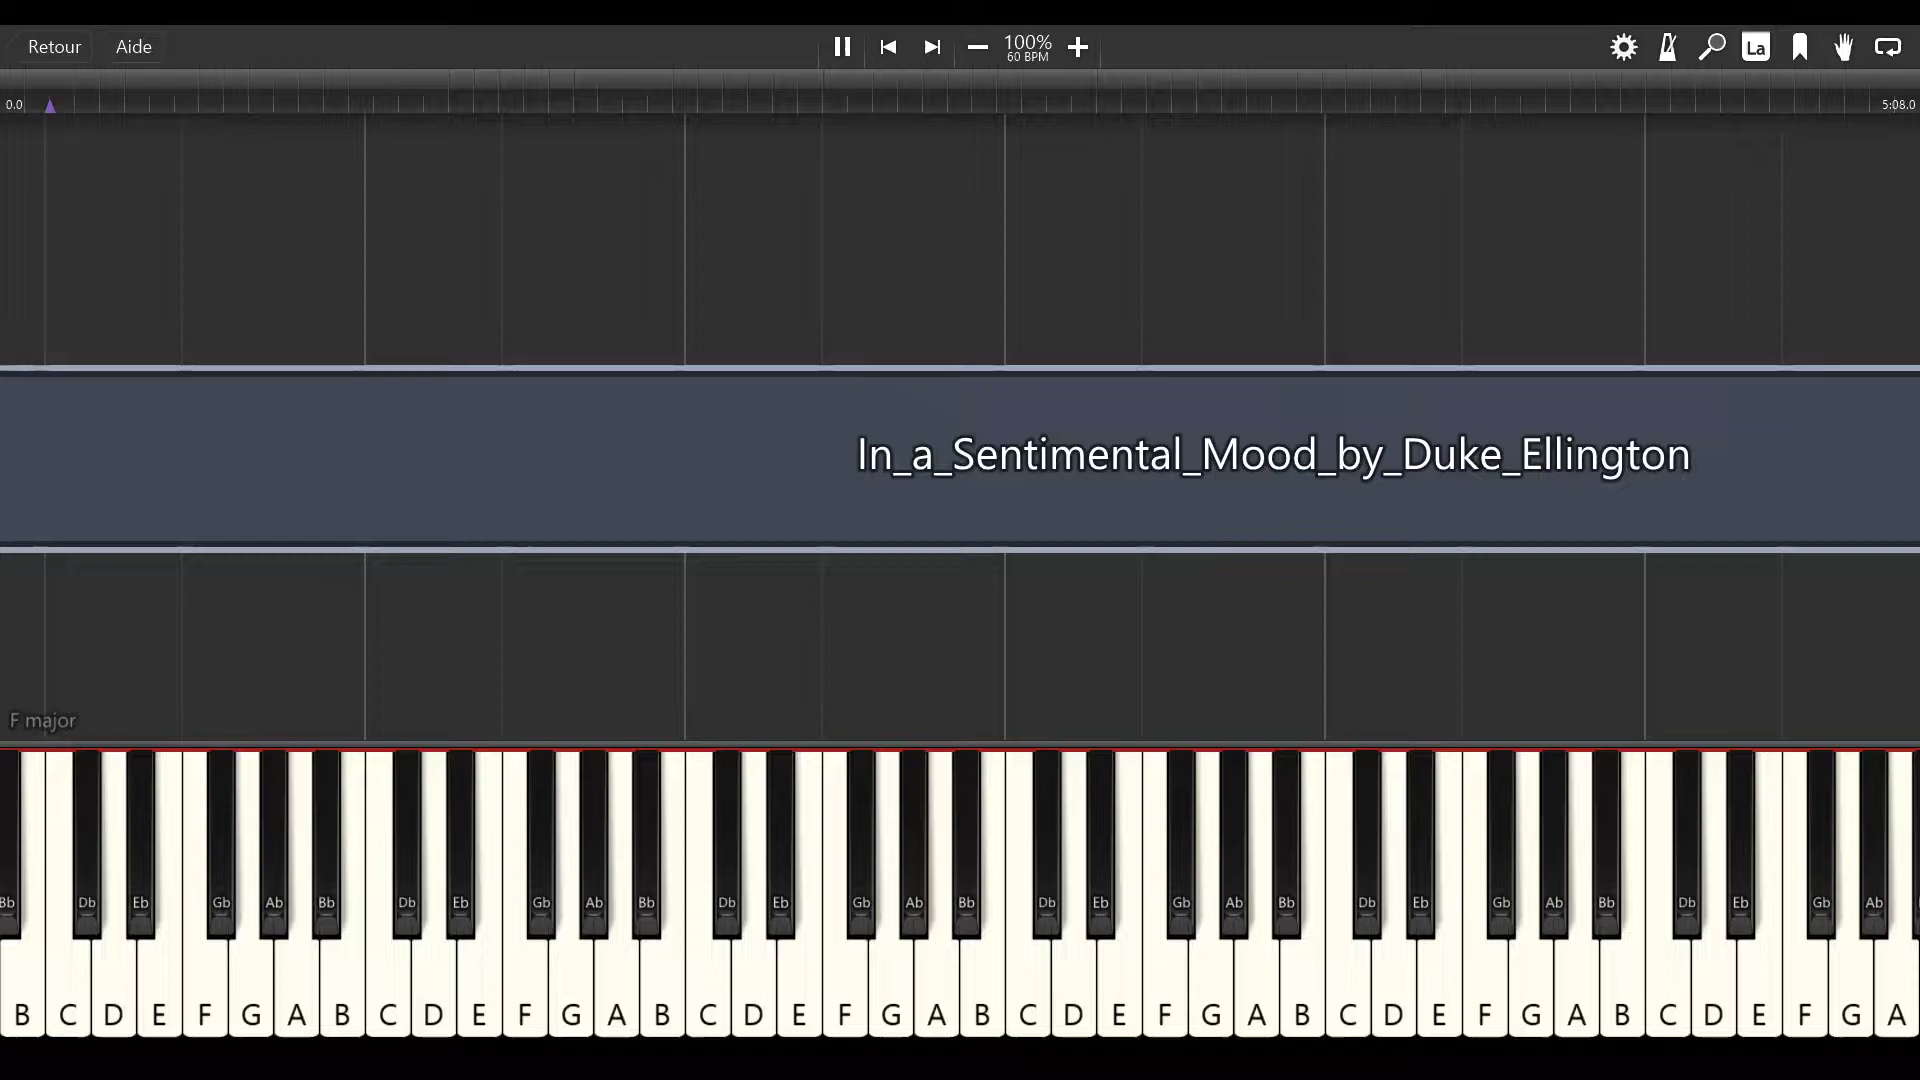 Retour Aide 100% La
60 BPM
0.0 5:08.0
In_a_Sentimental_Mood_by_Duke_Ellington
F major
Bb Db Eb Gb Ab Bb Db Eb Gb Ab Bb Db Eb Gb Ab Bb Db Eb Gb Ab Bb Db Eb Gb Ab Bb Db Eb Gb Ab
B C D E F G A B C D E F G A B C D E F G A B C D E F G A B C D E F G A B C D E F G A